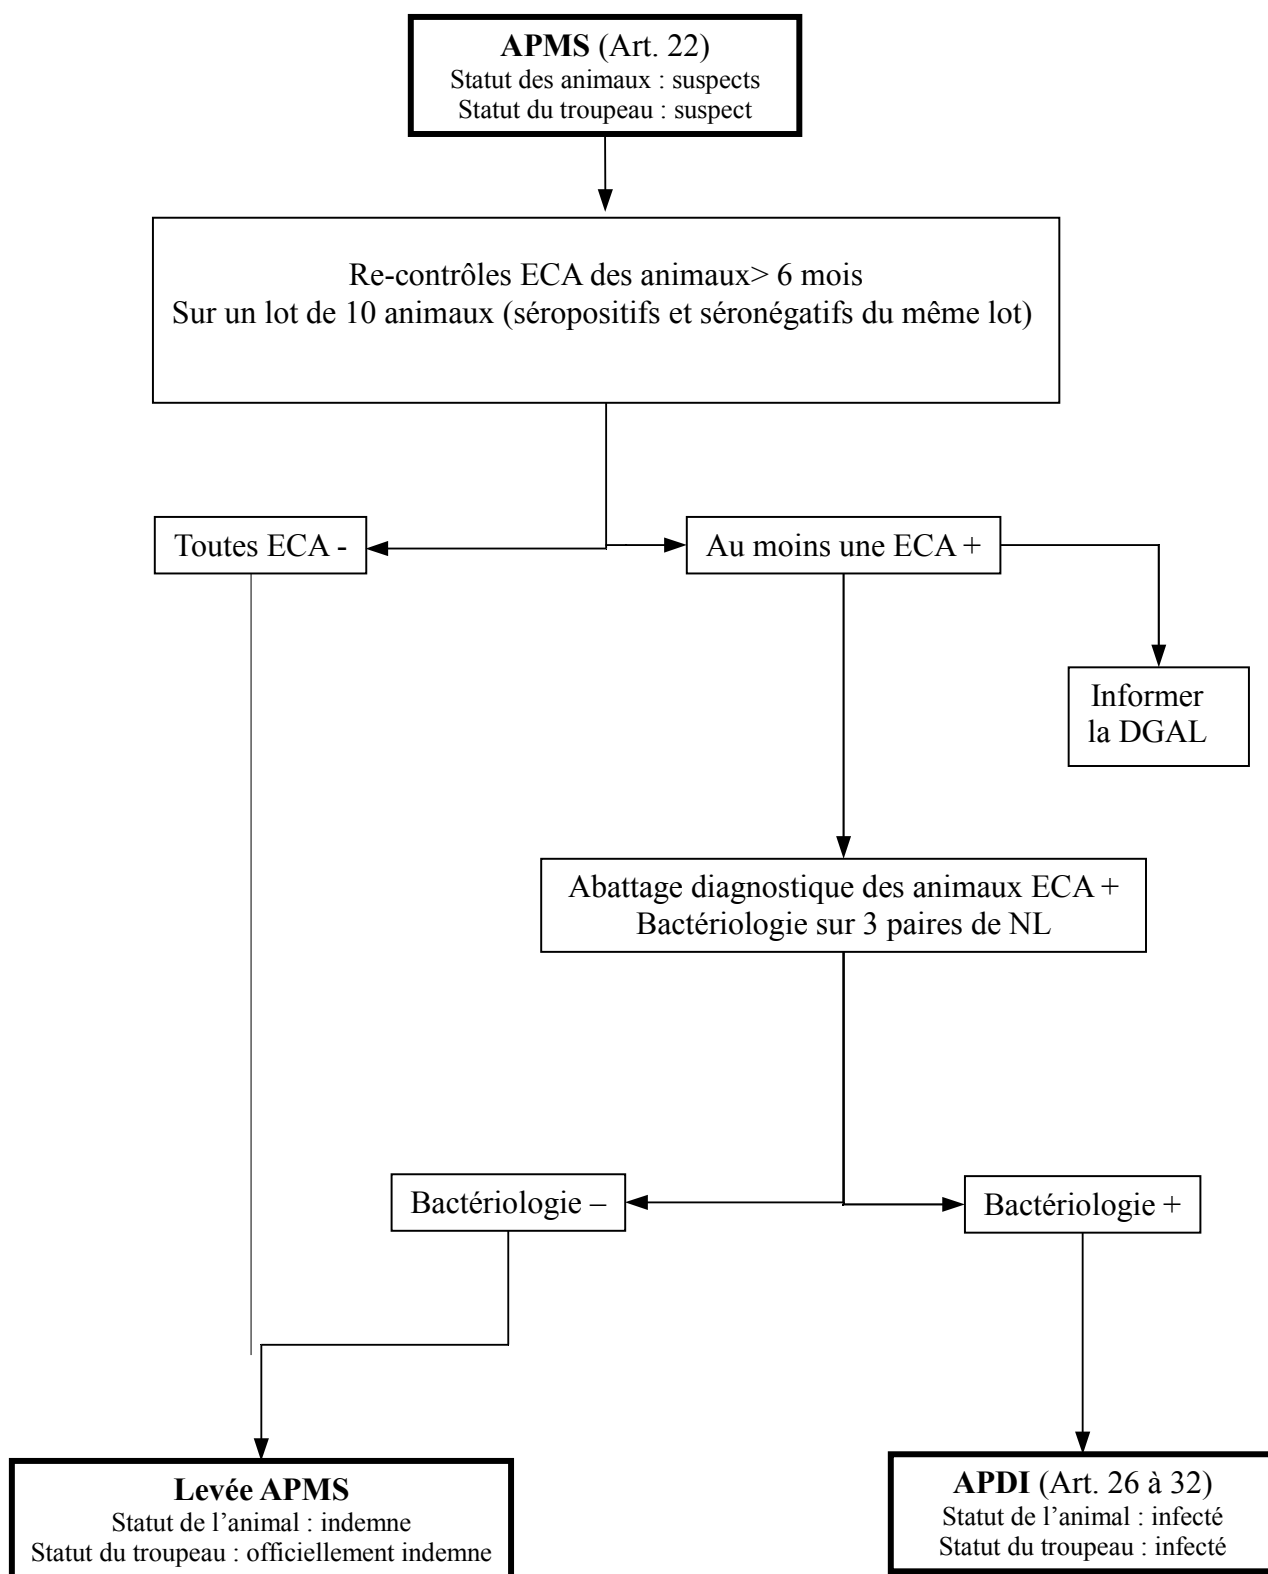 APMS (Art. 22)
Statut des animaux : suspects
Statut du troupeau : suspect
Re-contrôles ECA des animaux> 6 mois
Sur un lot de 10 animaux (séropositifs et séronégatifs du même lot)
Toutes ECA -
Au moins une ECA +
Informer
la DGAL
Abattage diagnostique des animaux ECA +
Bactériologie sur 3 paires de NL
Bactériologie –
Bactériologie +
Levée APMS
Statut de l’animal : indemne
Statut du troupeau : officiellement indemne
APDI (Art. 26 à 32)
Statut de l’animal : infecté
Statut du troupeau : infecté